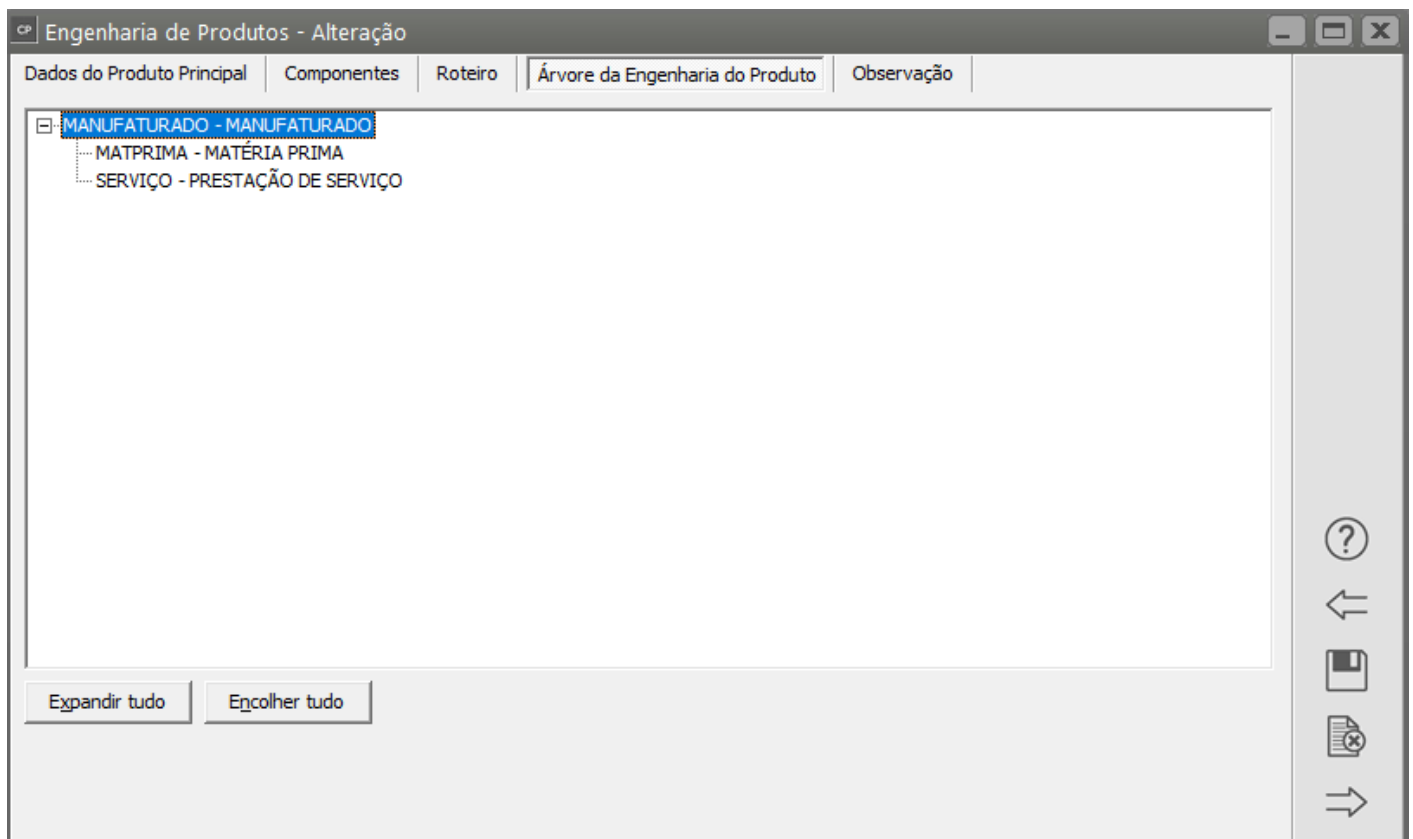 CP Engenharia de Produtos - Alteração
Dados do Produto Principal Componentes Roteiro Árvore da Engenharia do Produto Observação
MANUFATURADO - MANUFATURADO
MATPRIMA - MATÉRIA PRIMA
SERVIÇO - PRESTAÇÃO DE SERVIÇO
Expandir tudo Encolher tudo